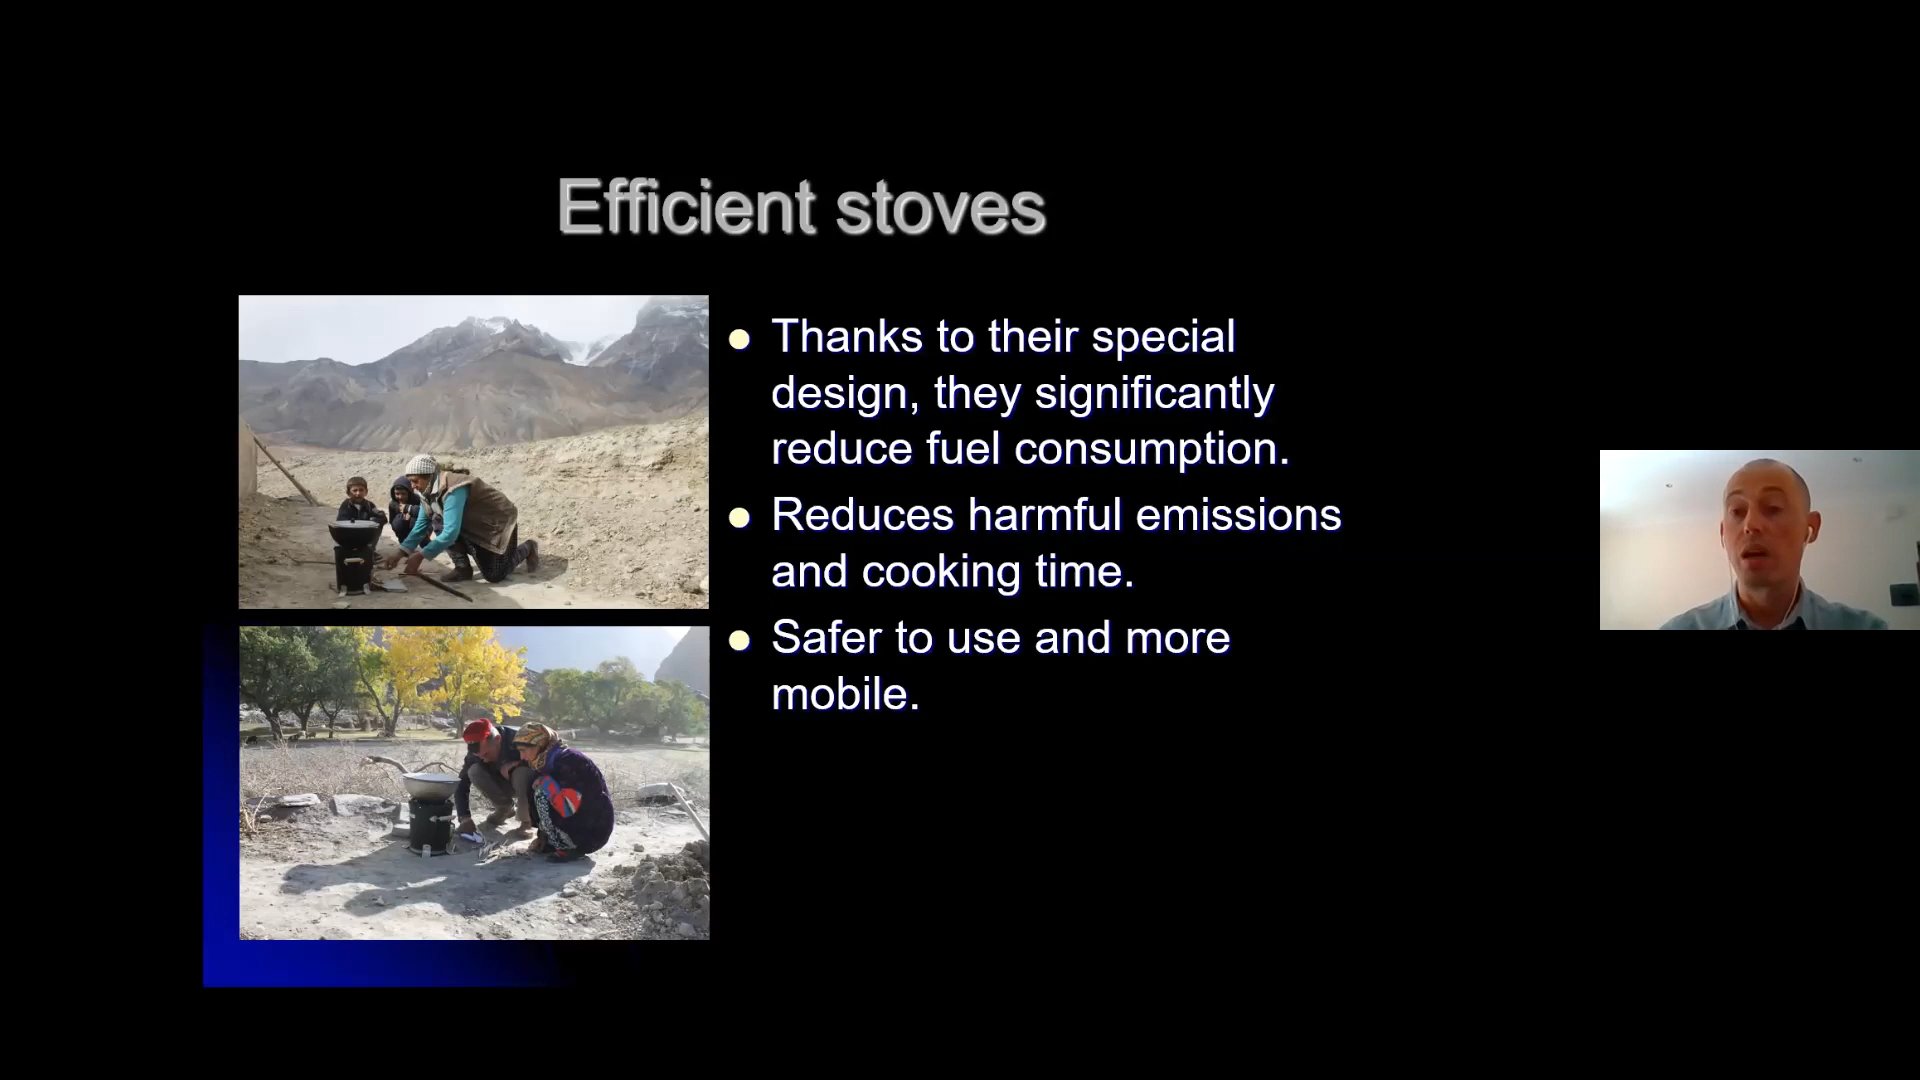 Efficient stoves
Thanks to their special
design, they significantly
reduce fuel consumption.
Reduces harmful emissions
and cooking time.
Safer to use and more
mobile.